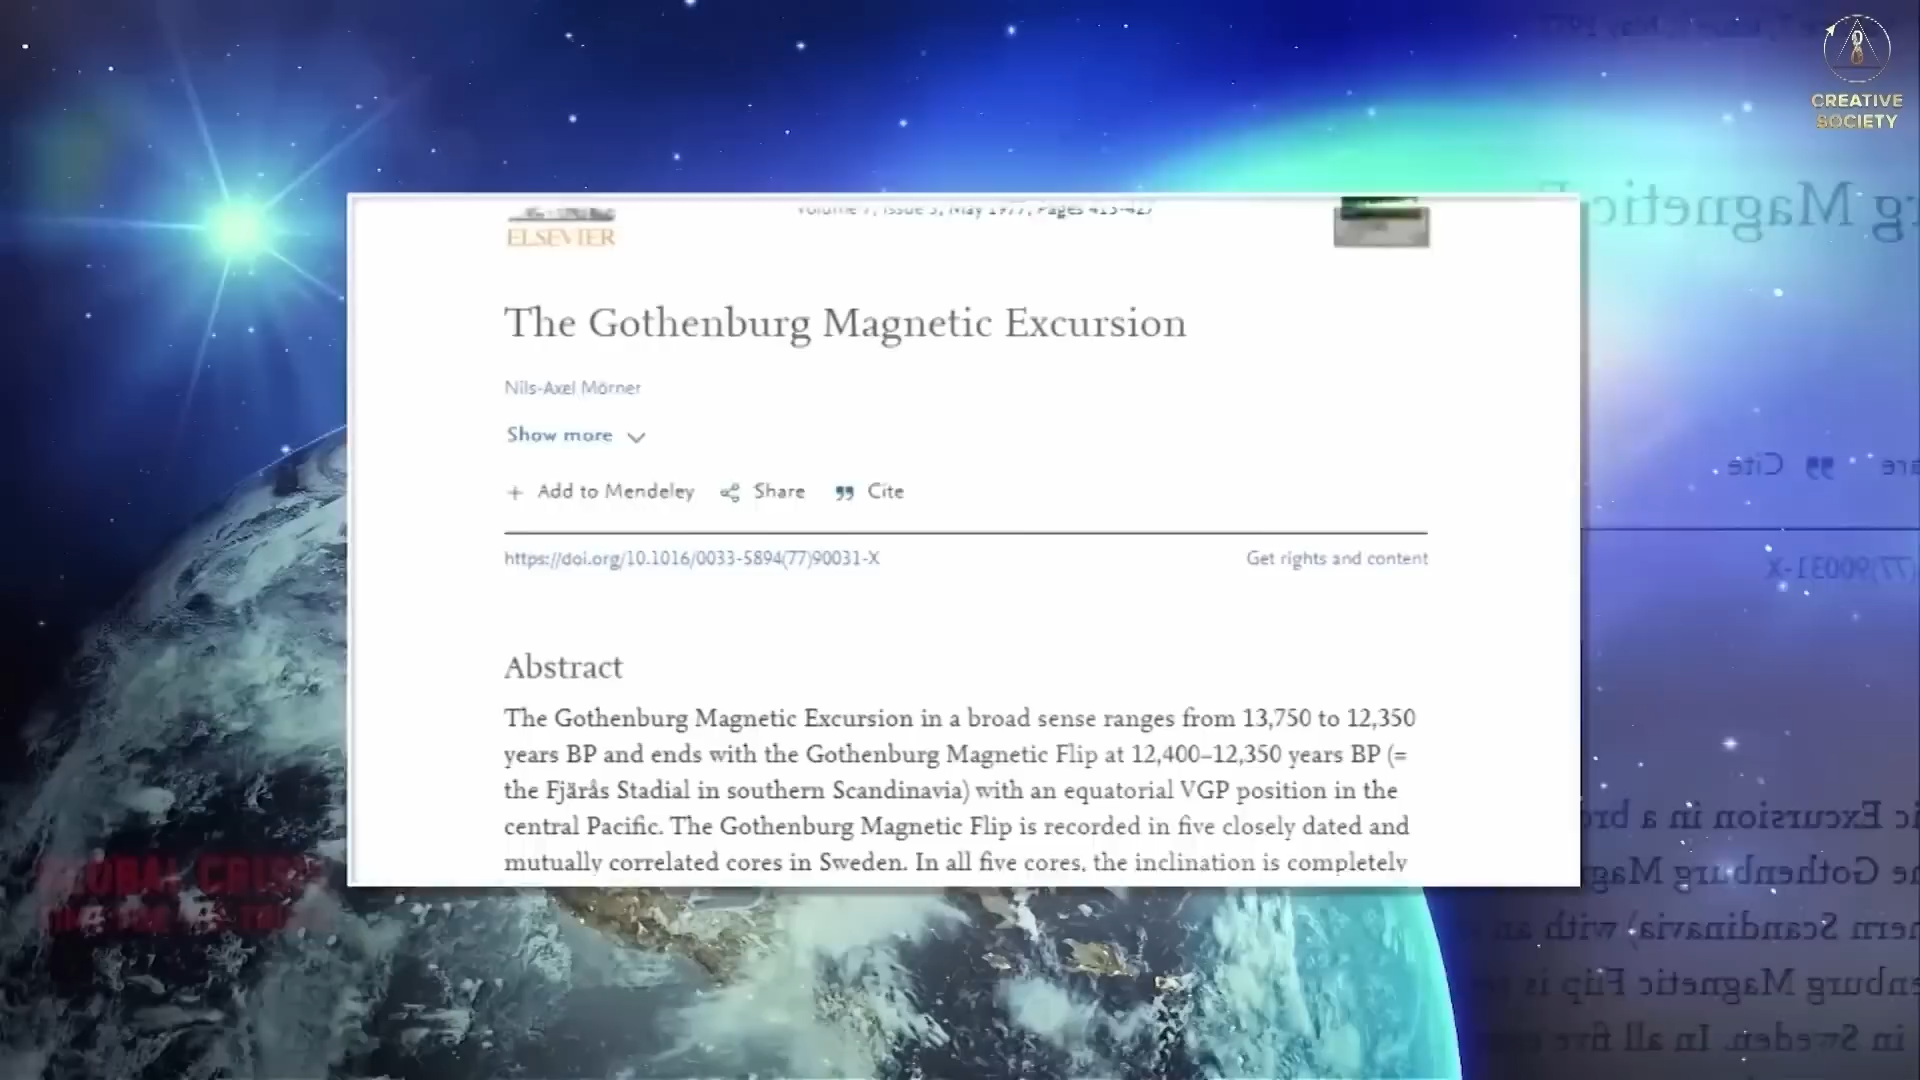 CREATIVE
SOCIETY
Volume 7, Issue 3, May 1977, Pages 413-427
ELSEVIER
The Gothenburg Magnetic Excursion
Nils-Axel Mörner
Show more
+ Add to Mendeley Share Cite
https://doi.org/10.1016/0033-5894(77)90031-X
Get rights and content
Abstract
The Gothenburg Magnetic Excursion in a broad sense ranges from 13,750 to 12,350
years BP and ends with the Gothenburg Magnetic Flip at 12,400–12,350 years BP (=
the Fjärås Stadial in southern Scandinavia) with an equatorial VGP position in the
central Pacific. The Gothenburg Magnetic Flip is recorded in five closely dated and
mutually correlated cores in Sweden. In all five cores, the inclination is completely